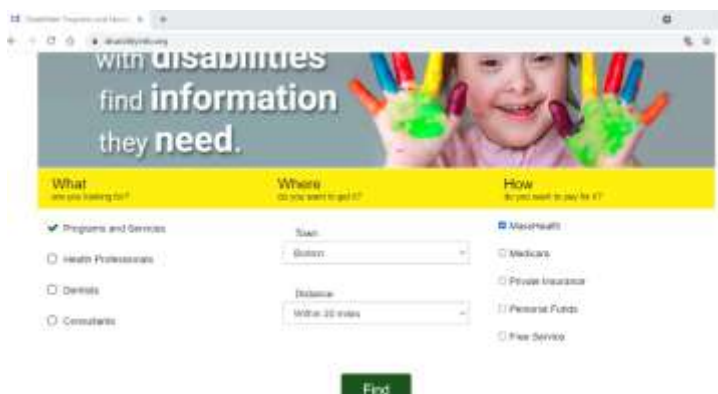 with disabilities
find information
they need.
What
are you looking for?
Where
do you want to get it?
How
do you want to pay for it?
Programs and Services
Health Professionals
Dentists
Consultants
Town
Boston
Distance
Within 20 miles
MassHealth
Medicare
Private Insurance
Personal Funds
Free Service
Find